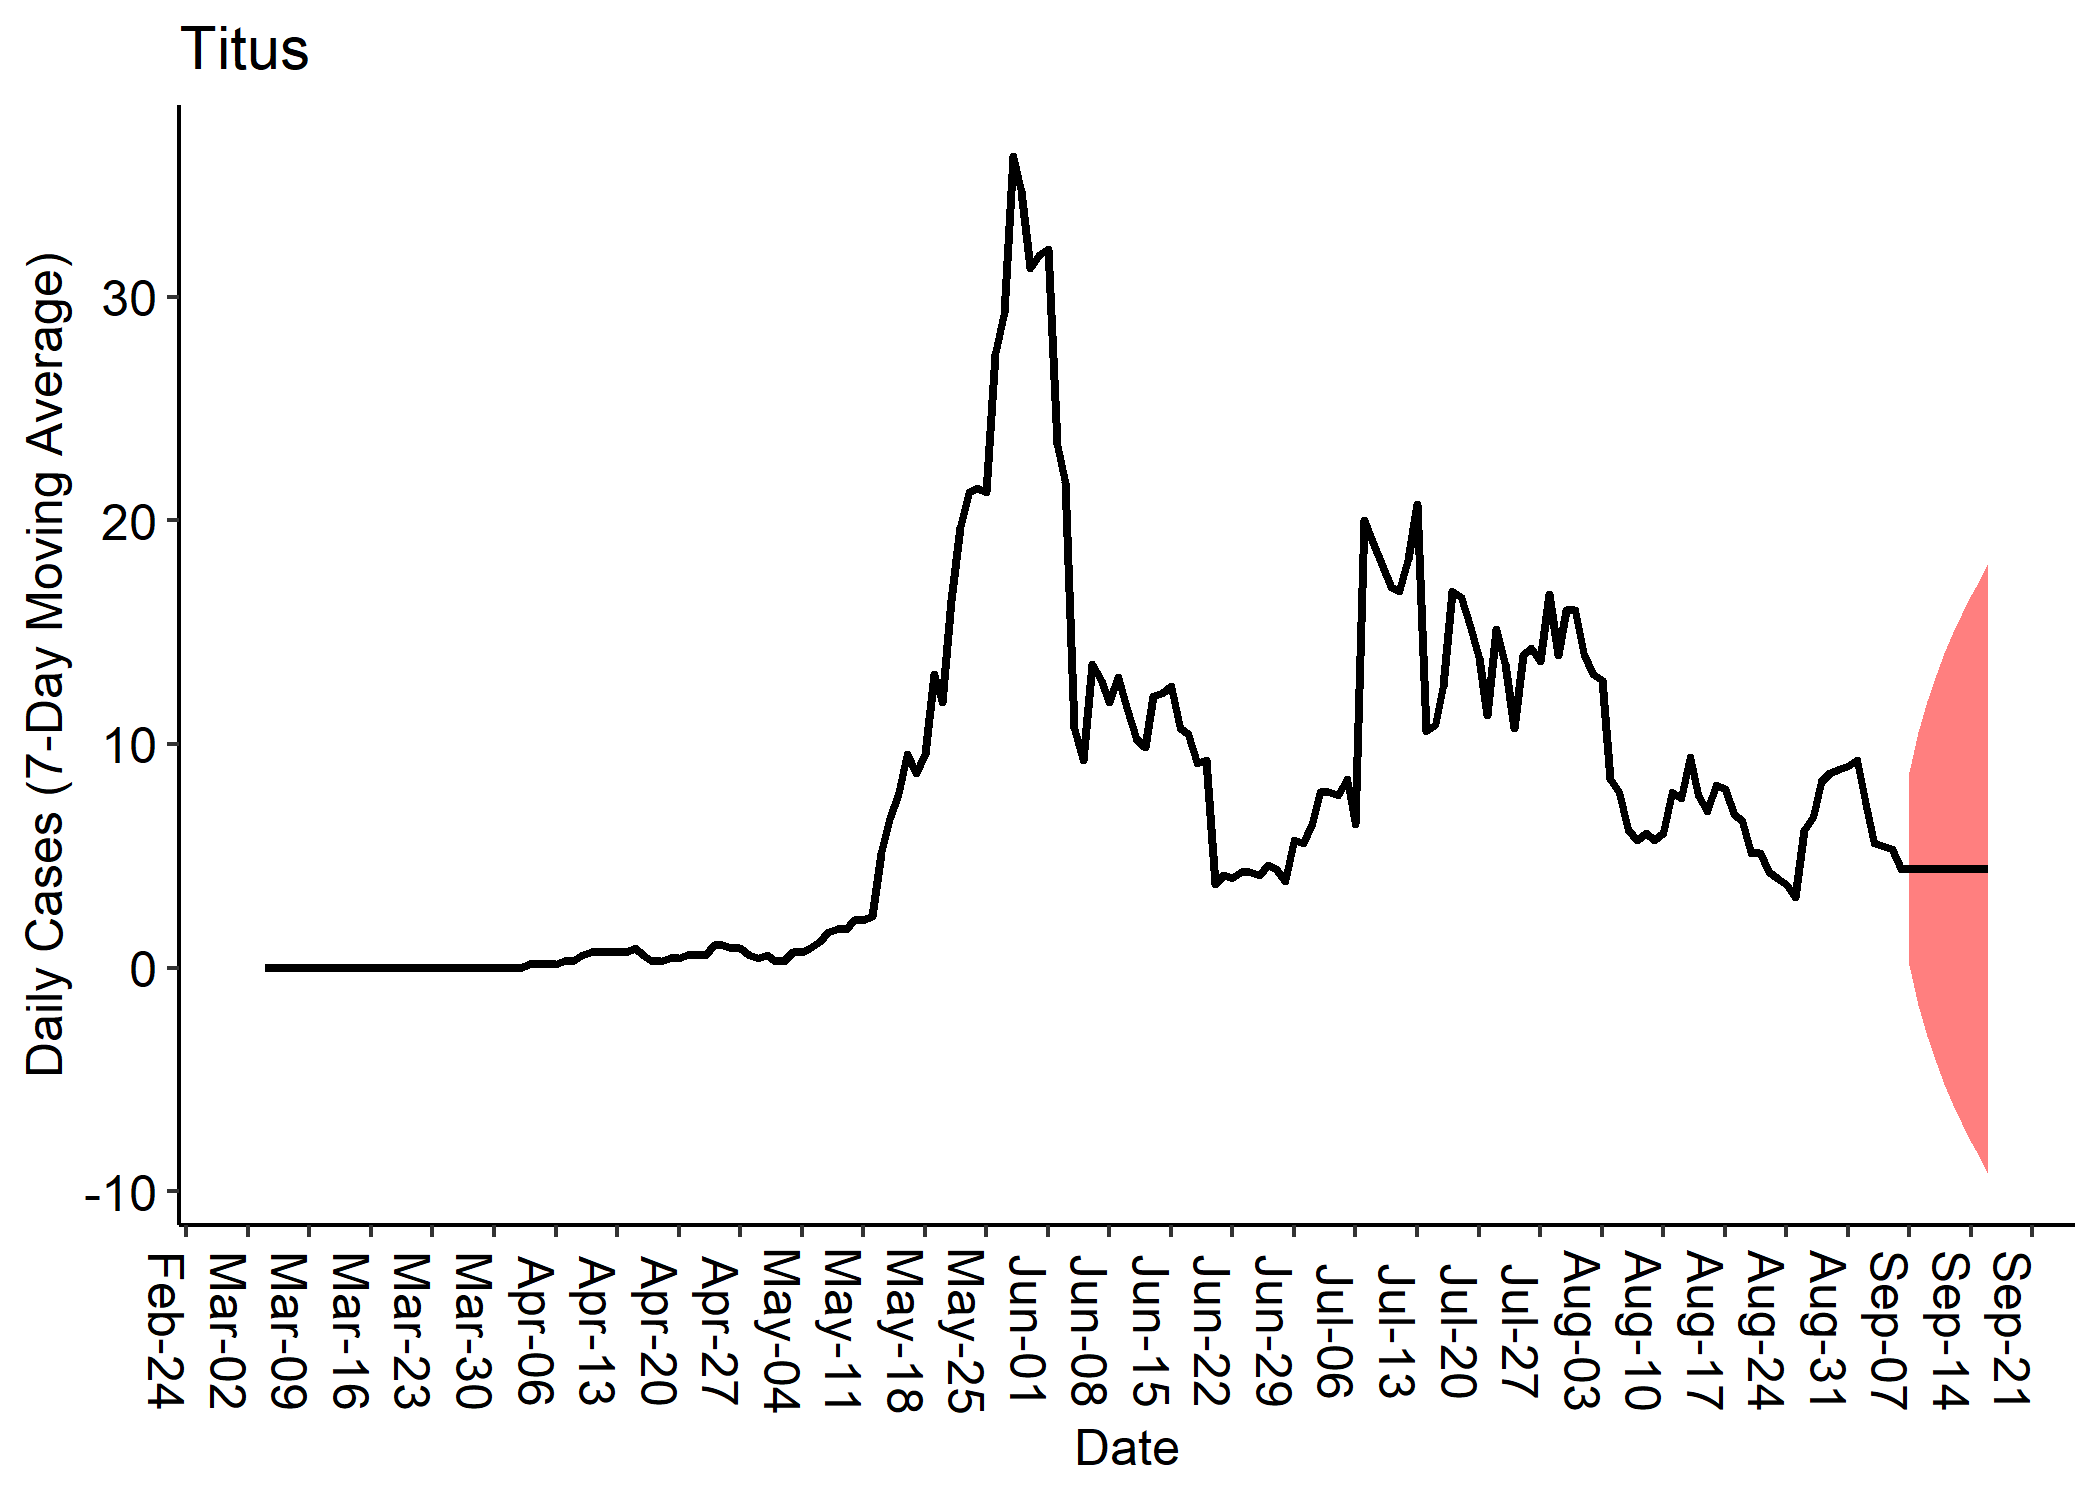 Titus
Daily Cases (7-Day Moving Average)
30
20
10
0
-10
Feb-24
Mar-02
Mar-09
Mar-16
Mar-23
Mar-30
Apr-06
Apr-13
Apr-20
Apr-27
May-04
May-11
May-18
May-25
Jun-01
Jun-08
Jun-15
Jun-22
Jun-29
Jul-06
Jul-13
Jul-20
Jul-27
Aug-03
Aug-10
Aug-17
Aug-24
Aug-31
Sep-07
Sep-14
Sep-21
Date